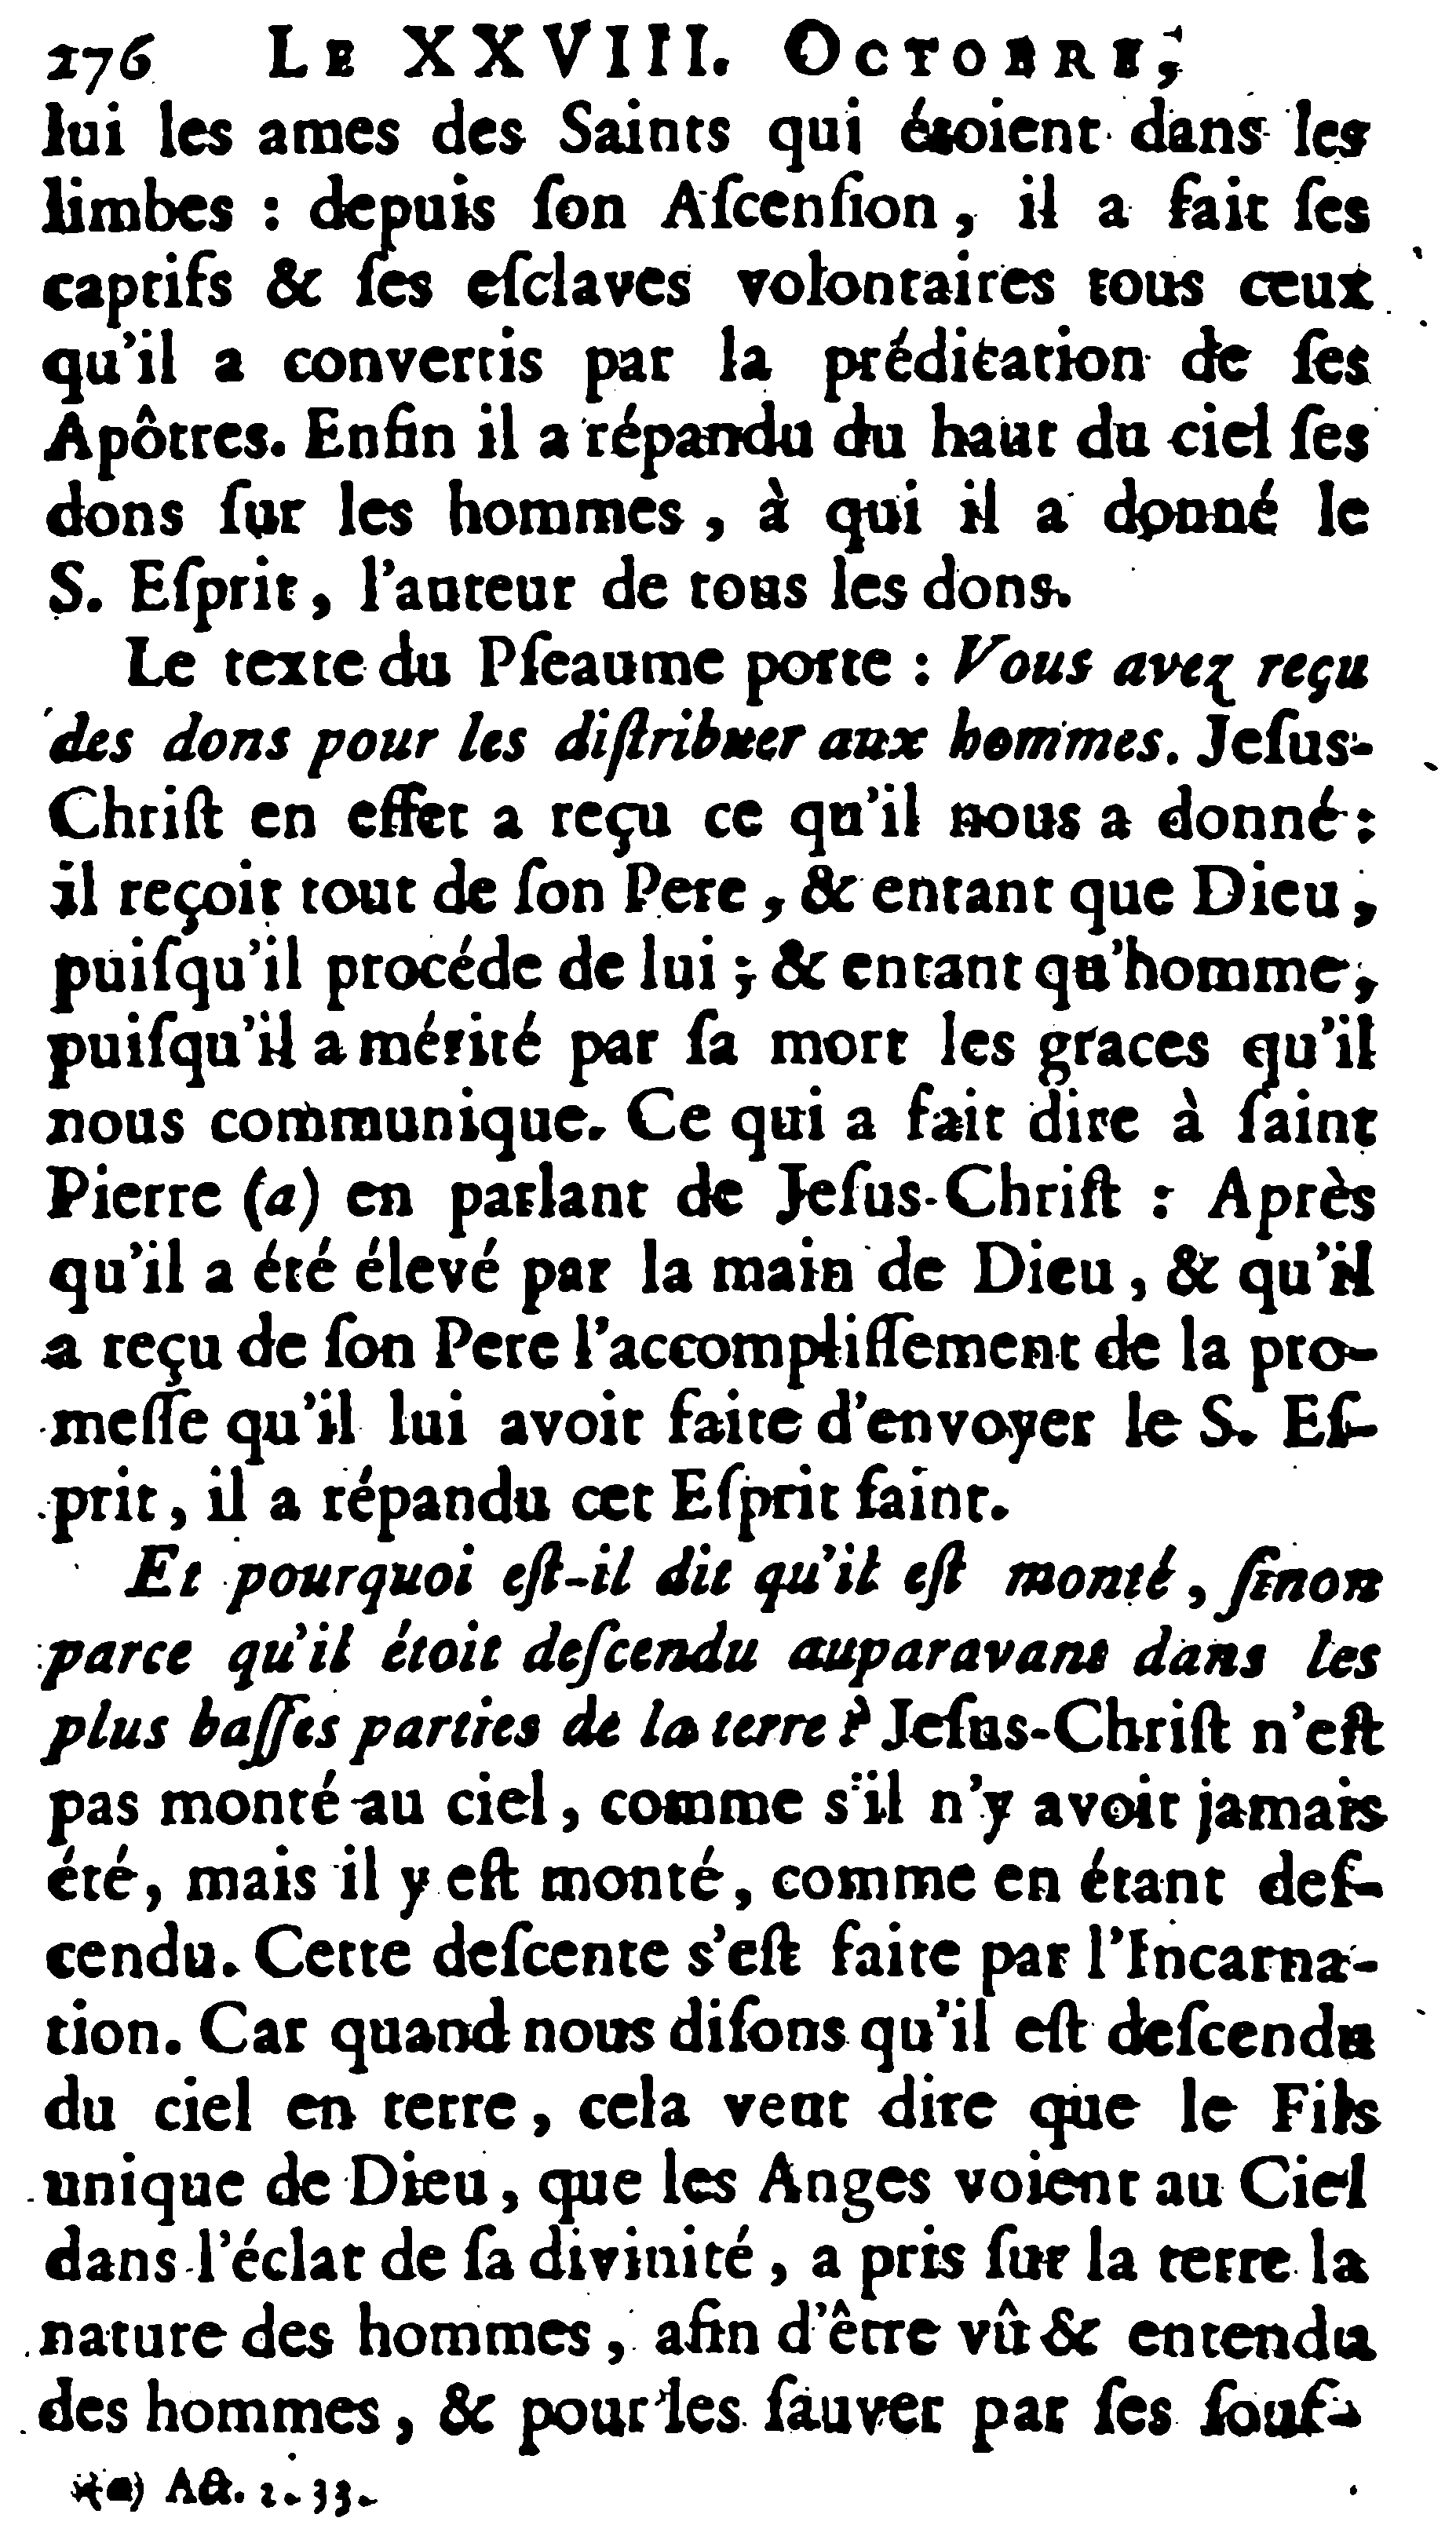 276 LE XXVIII. OCTOBRE,
lui les ames des Saints qui étoient dans les
limbes : depuis ſon Aſcenſion, il a fait ſes
captifs & ſes eſclaves volontaires tous ceux
qu'il a convertis par la prédication de ſes
Apôtres. Enfin il a répandu du haut du ciel ſes
dons ſur les hommes, à qui il a donné le
S. Eſprit, l'auteur de tous les dons.
Le texte du Pſeaume porte : Vous avez reçu
des dons pour les diſtribuer aux hommes. Jeſus-
Chriſt en effet a reçu ce qu'il nous a donné :
il reçoit tout de ſon Pere, & entant que Dieu,
puiſqu'il procéde de lui ; & entant qu'homme,
puiſqu'il a mérité par ſa mort les graces qu'il
nous communique. Ce qui a fait dire à ſaint
Pierre (a) en parlant de Jeſus-Chriſt : Après
qu'il a été élevé par la main de Dieu, & qu'il
a reçu de ſon Pere l'accompliſſement de la pro-
meſſe qu'il lui avoit faite d'envoyer le S. Eſ-
prit, il a répandu cet Eſprit ſaint.
Et pourquoi eſt-il dit qu'il eſt monté, ſinon
parce qu'il étoit deſcendu auparavant dans les
plus baſſes parties de la terre ? Jeſus-Chriſt n'eſt
pas monté au ciel, comme s'il n'y avoit jamais
été, mais il y eſt monté, comme en étant deſ-
cendu. Cette deſcente s'eſt faite par l'Incarna-
tion. Car quand nous diſons qu'il eſt deſcendu
du ciel en terre, cela veut dire que le Fils
unique de Dieu, que les Anges voient au Ciel
dans l'éclat de ſa divinité, a pris ſur la terre la
nature des hommes, afin d'être vû & entendu
des hommes, & pour les ſauver par ſes ſouf-
(a) Act. 2. 33.